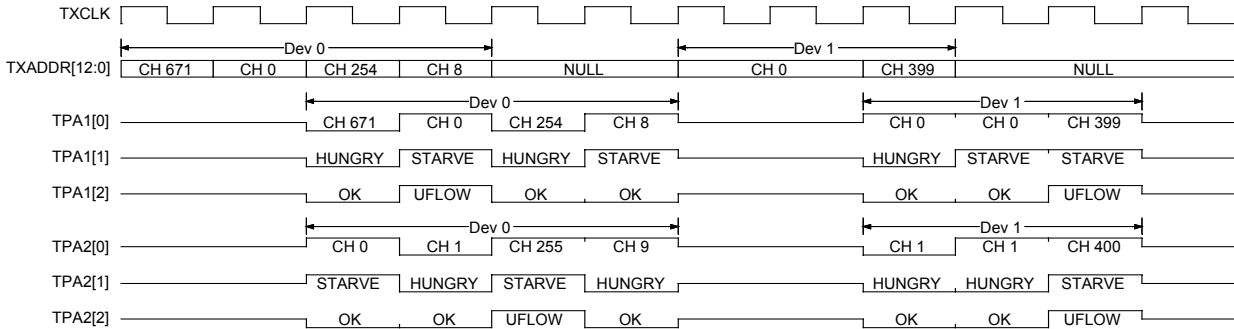 TXCLK
Dev 0 Dev 1
TXADDR[12:0] CH 671 CH 0 CH 254 CH 8 NULL CH 0 CH 399 NULL
Dev 0 Dev 1
TPA1[0] CH 671 CH 0 CH 254 CH 8 CH 0 CH 0 CH 399
TPA1[1] HUNGRY STARVE HUNGRY STARVE HUNGRY STARVE STARVE
TPA1[2] OK UFLOW OK OK OK OK UFLOW
Dev 0 Dev 1
TPA2[0] CH 0 CH 1 CH 255 CH 9 CH 1 CH 1 CH 400
TPA2[1] STARVE HUNGRY STARVE HUNGRY HUNGRY HUNGRY STARVE
TPA2[2] OK OK UFLOW OK OK OK UFLOW